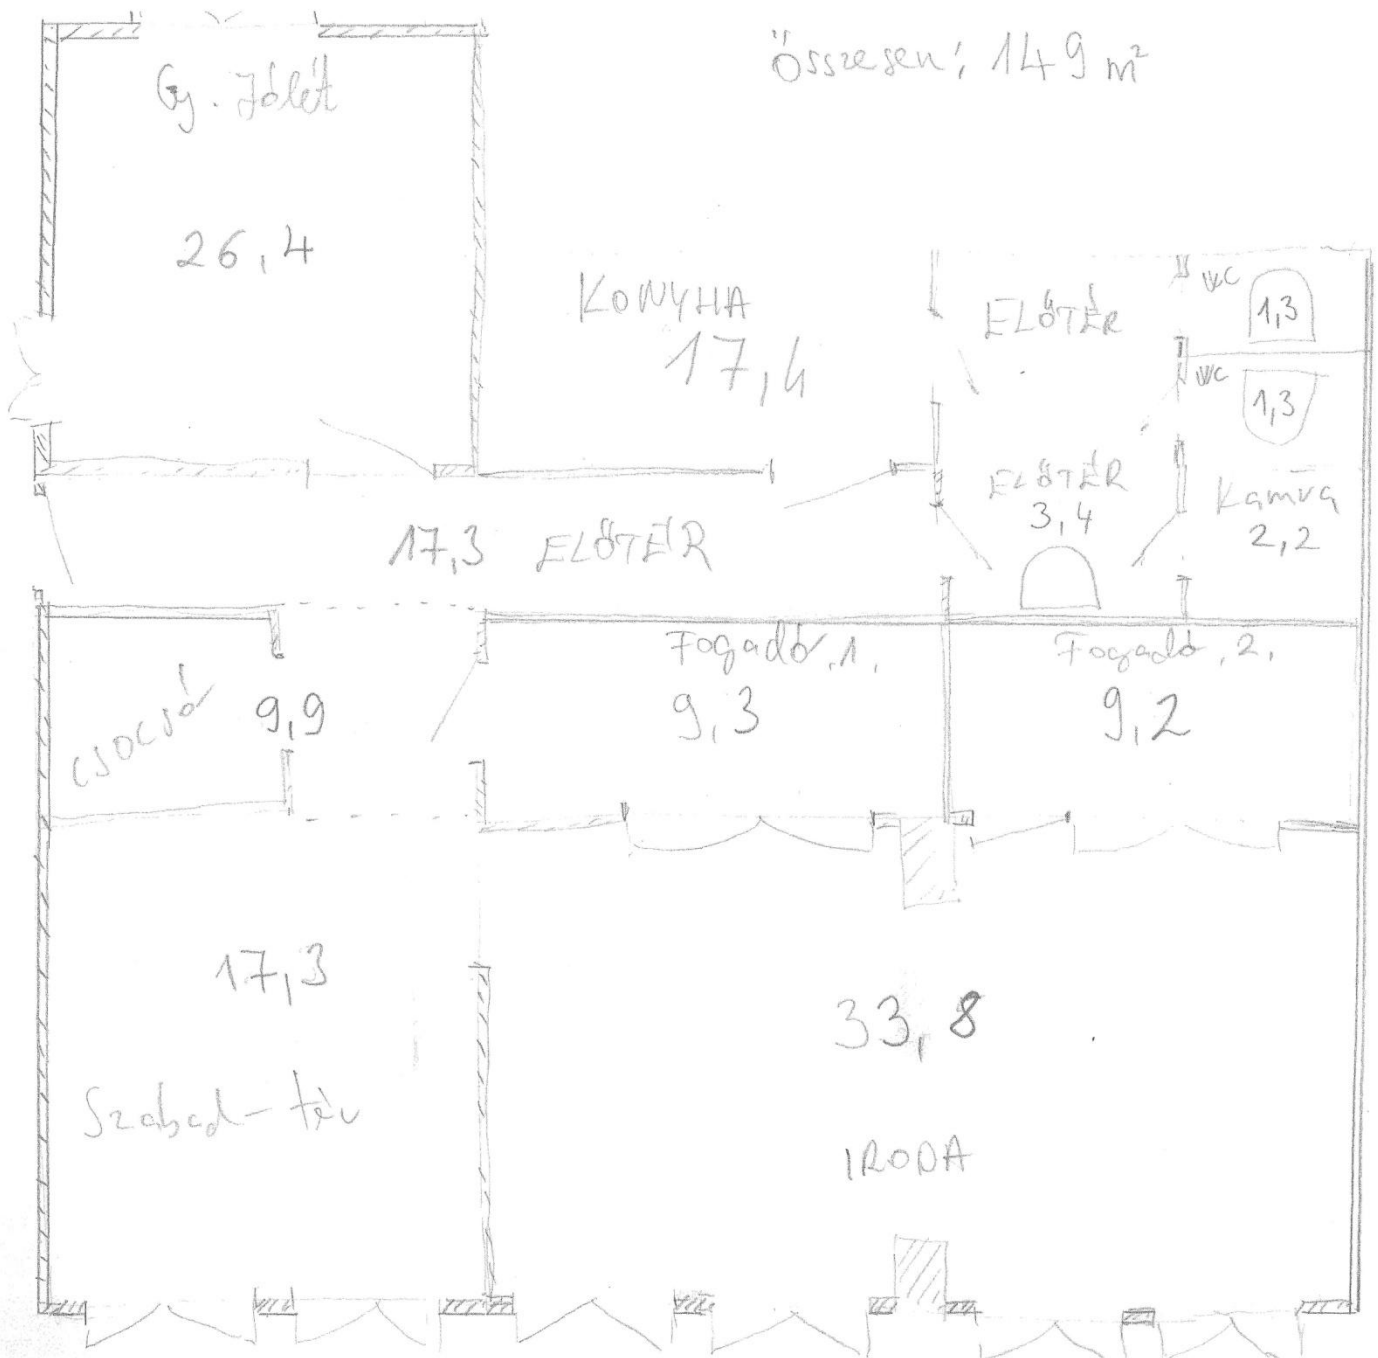 Összesen: 149 m²
Gy. Jólét
26,4
KONYHA
17,4
ELŐTÉR
WC
1,3
WC
1,3
ELŐTÉR
3,4
Kamra
2,2
17,3 ELŐTÉR
CSOCSÓ
9,9
Fogadó .1.
9,3
Fogadó .2.
9,2
17,3
Szabad-tér
33,8
IRODA